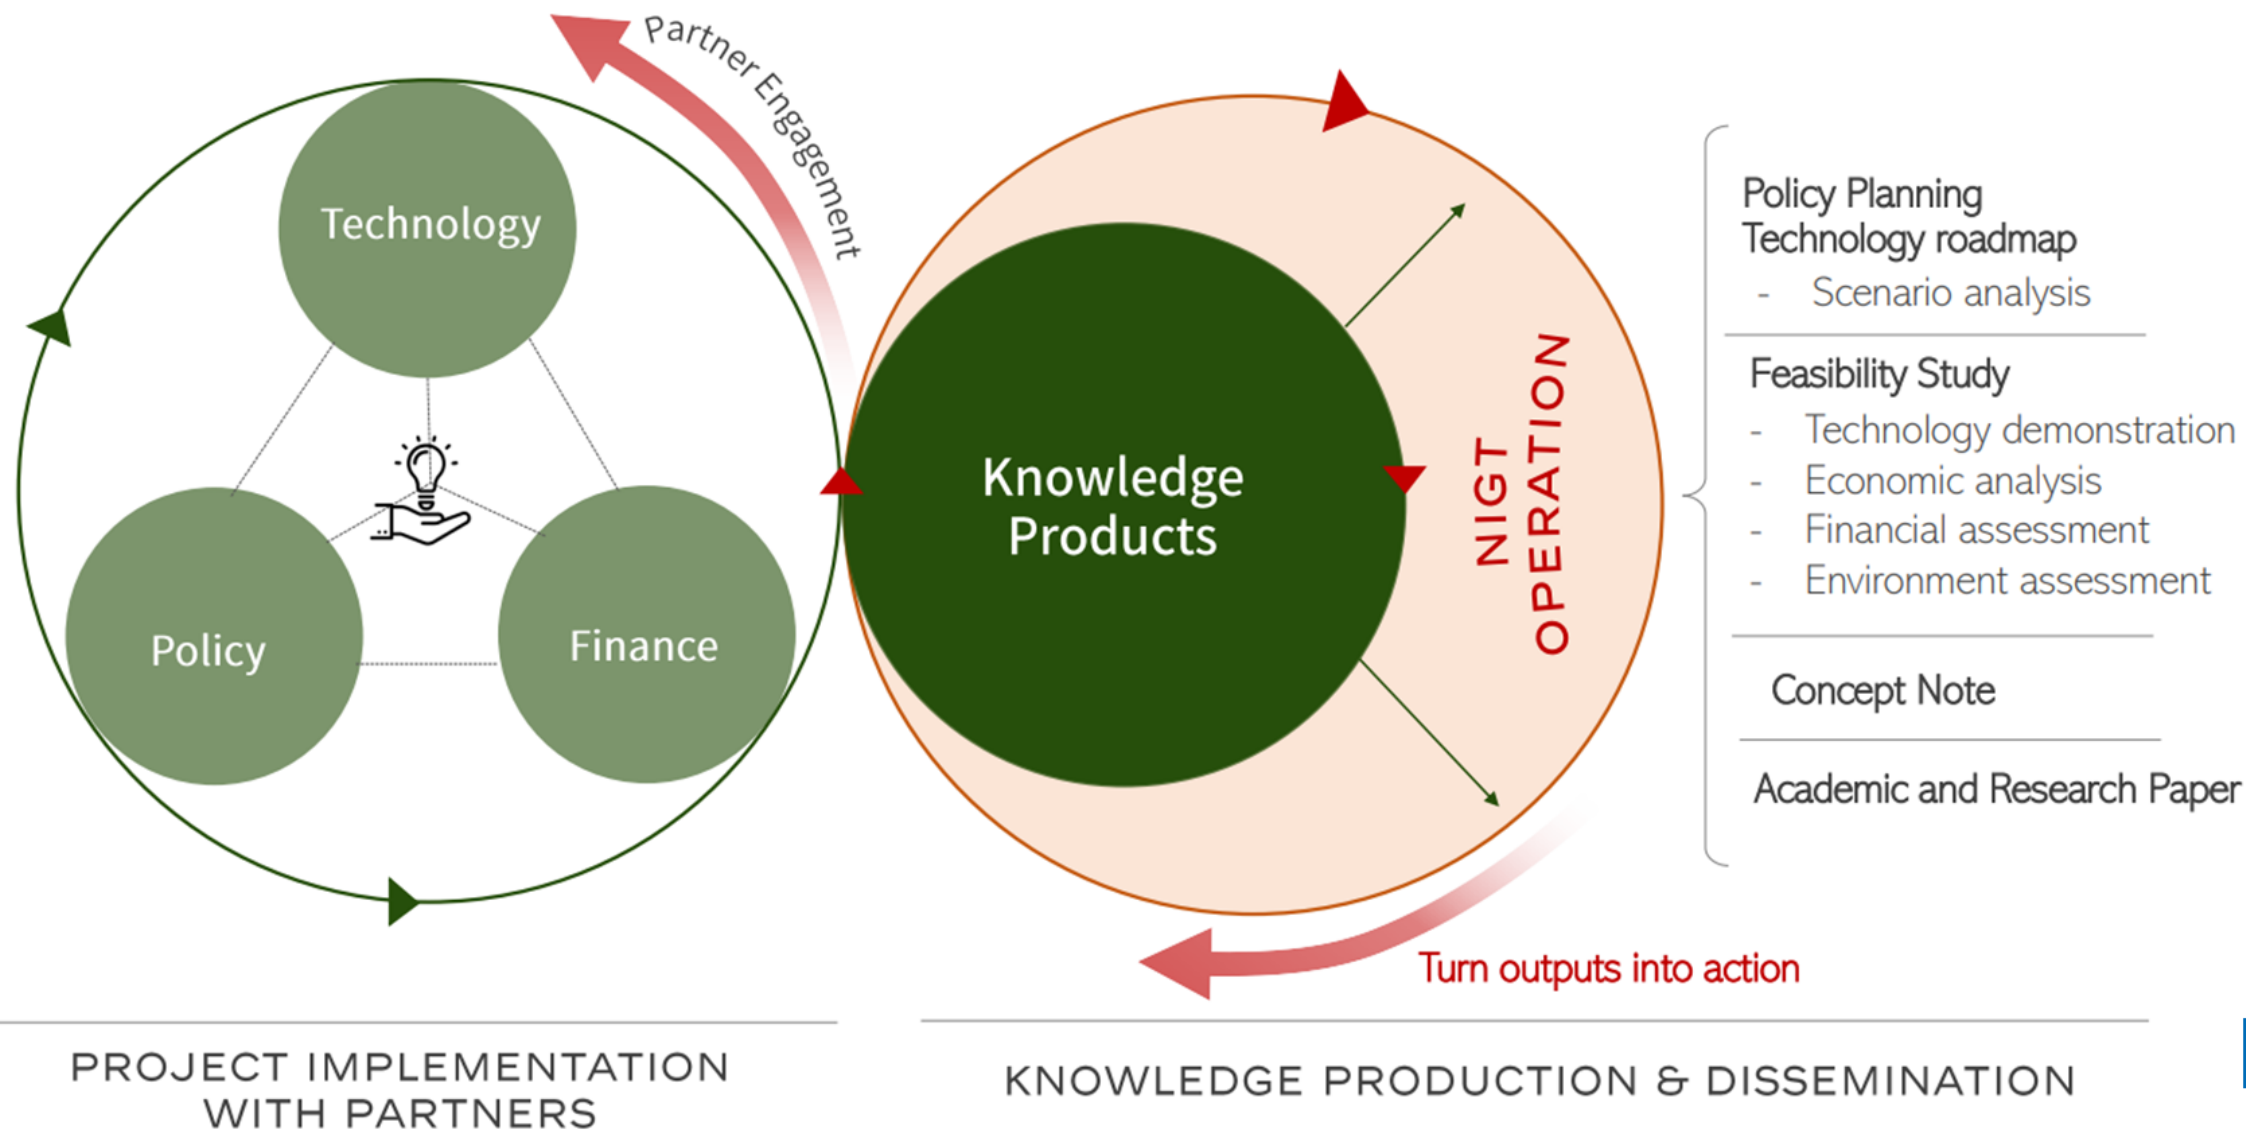 Partner Engagement
Technology
Policy
Finance
Knowledge
Products
NIGT
OPERATION
Policy Planning
Technology roadmap
- Scenario analysis
Feasibility Study
- Technology demonstration
- Economic analysis
- Financial assessment
- Environment assessment
Concept Note
Academic and Research Paper
Turn outputs into action
PROJECT IMPLEMENTATION
WITH PARTNERS
KNOWLEDGE PRODUCTION & DISSEMINATION